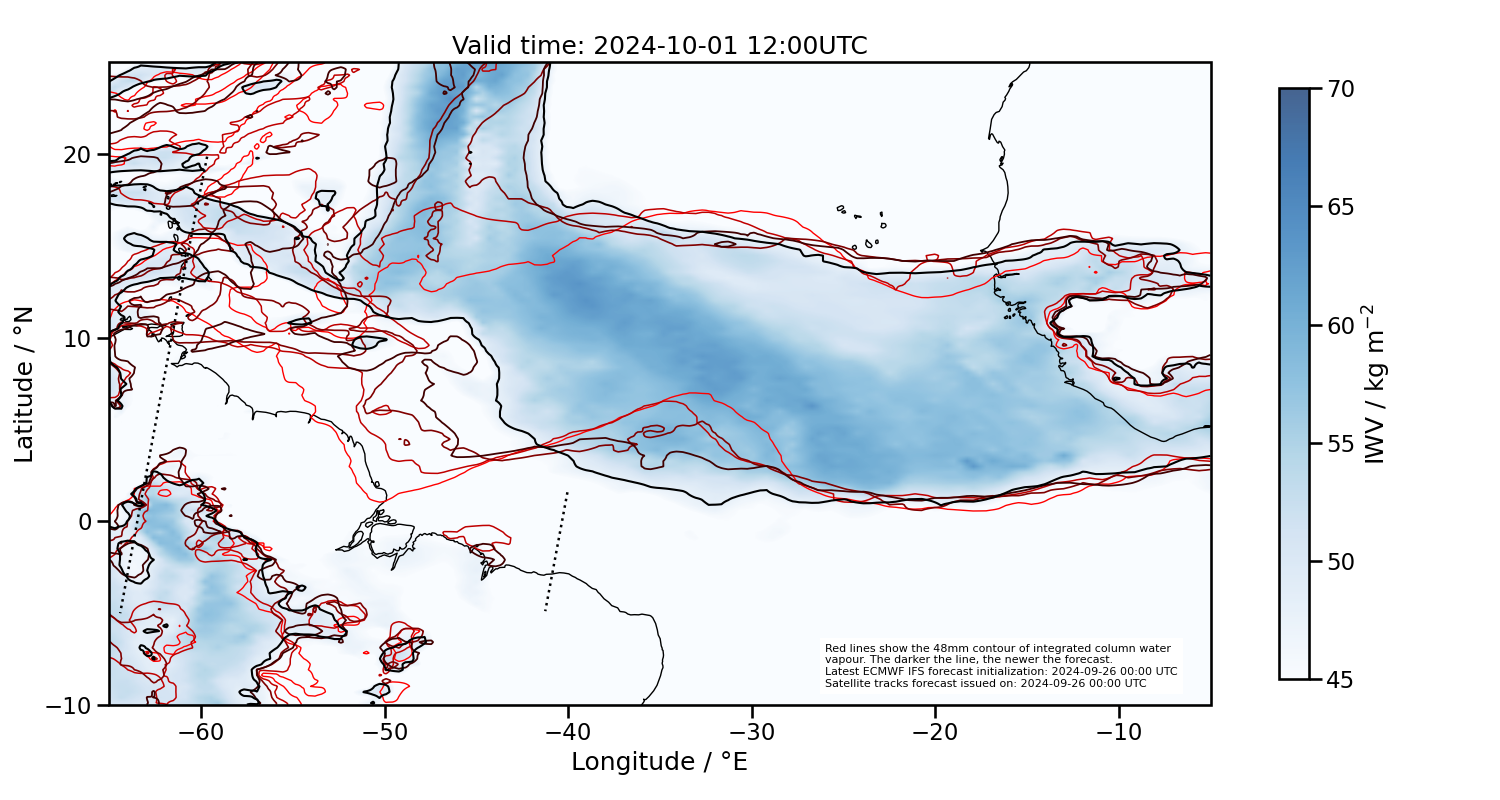 Valid time: 2024-10-01 12:00UTC
Latitude / °N
20
10
0
−10
−60
−50
−40
−30
−20
−10
Longitude / °E
Red lines show the 48mm contour of integrated column water
vapour. The darker the line, the newer the forecast.
Latest ECMWF IFS forecast initialization: 2024-09-26 00:00 UTC
Satellite tracks forecast issued on: 2024-09-26 00:00 UTC
70
65
60
55
50
45
IWV / kg m⁻²